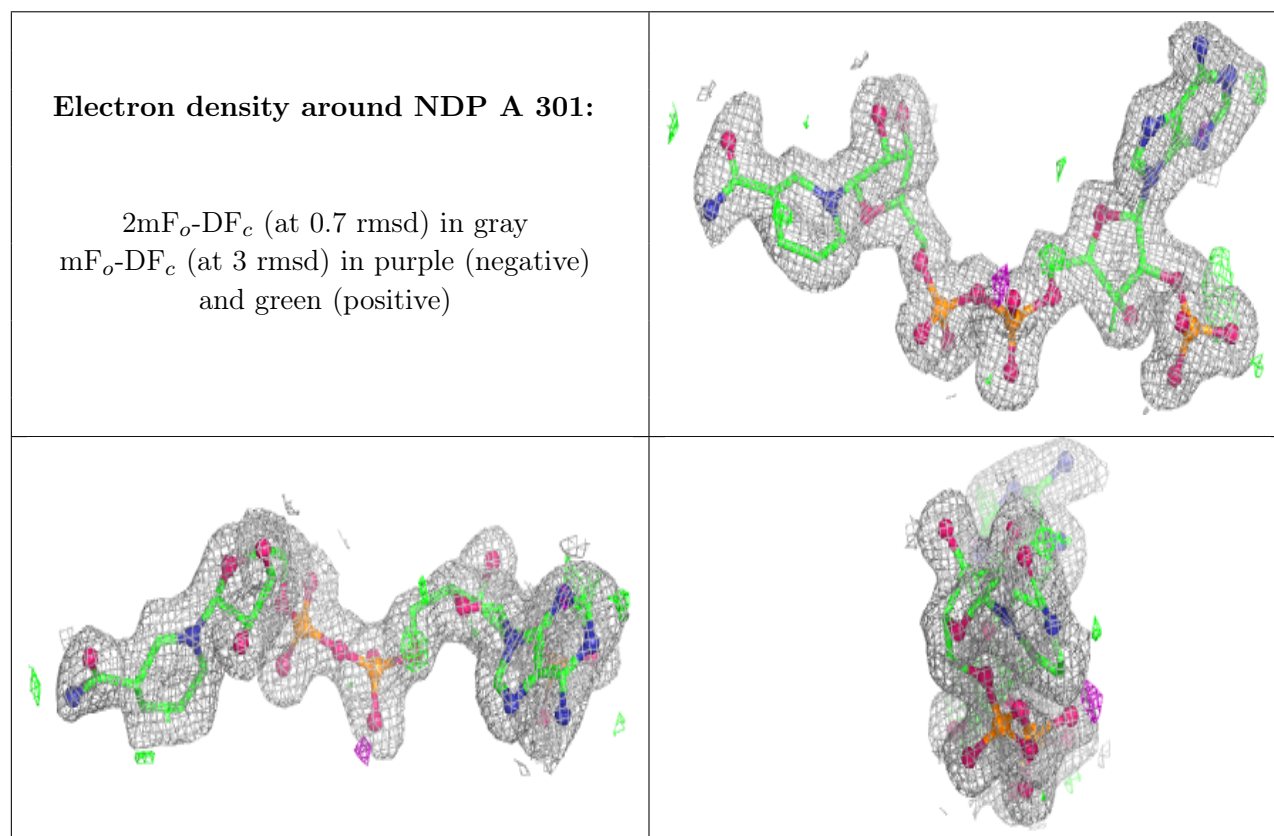 Electron density around NDP A 301:
2mFo-DFc (at 0.7 rmsd) in gray
mFo-DFc (at 3 rmsd) in purple (negative)
and green (positive)